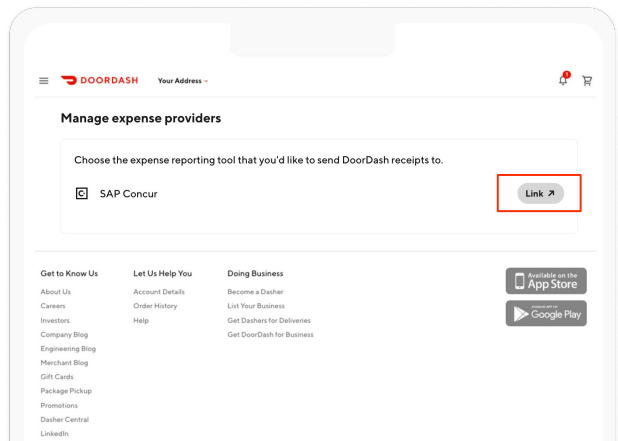 DOORDASH Your Address
1
Manage expense providers
Choose the expense reporting tool that you'd like to send DoorDash receipts to.
C. SAP Concur Link
Get to Know Us Let Us Help You Doing Business
About Us Account Details Become a Dasher
Careers Order History List Your Business
Investors Help Get Dashers for Deliveries
Company Blog Get DoorDash for Business
Engineering Blog
Merchant Blog
Gift Cards
Package Pickup
Promotions
Dasher Central
LinkedIn
Available on the
App Store
Google Play